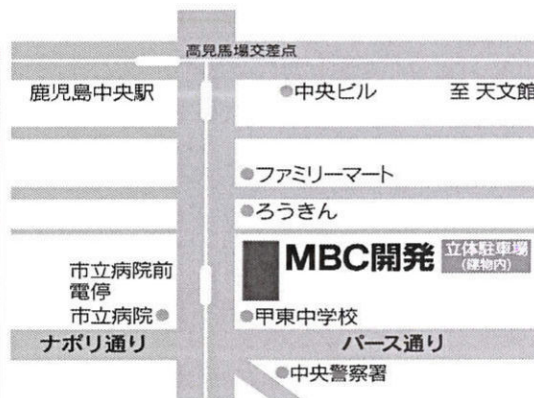 高見馬場交差点
鹿児島中央駅
中央ビル
至 天文館
ファミリーマート
ろうきん
MBC開発
立体駐車場
(建物内)
市立病院前
電停
市立病院
甲東中学校
ナポリ通り
パース通り
中央警察署